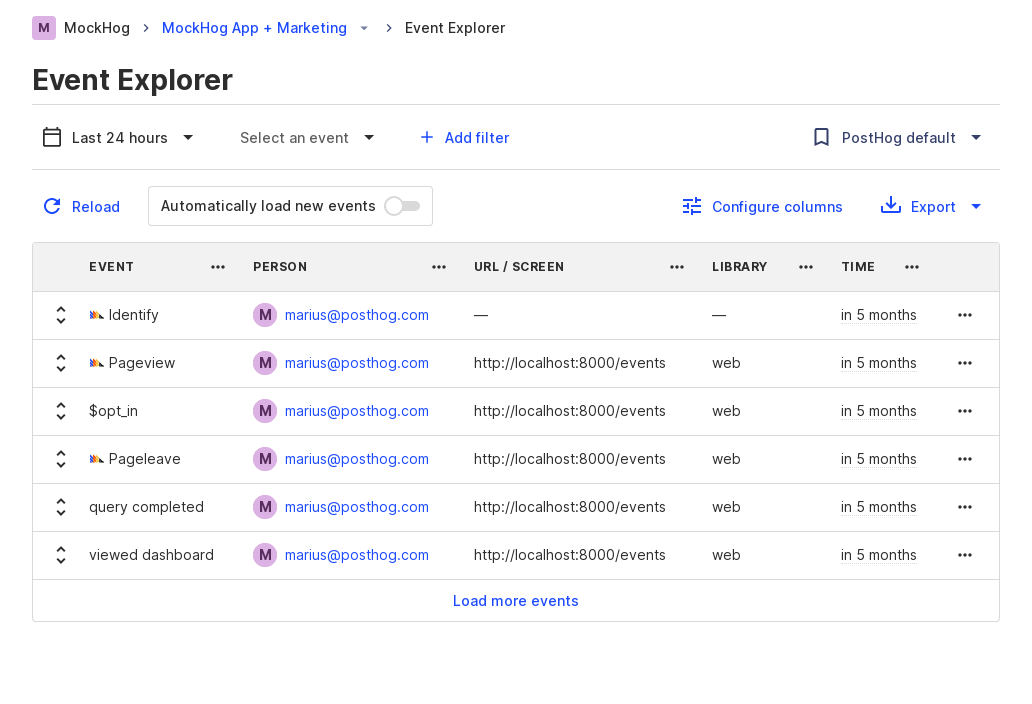 M MockHog MockHog App + Marketing Event Explorer
Event Explorer
Last 24 hours Select an event Add filter PostHog default
Reload Automatically load new events Configure columns Export
EVENT PERSON URL / SCREEN LIBRARY TIME
Identify M marius@posthog.com — — in 5 months
Pageview M marius@posthog.com http://localhost:8000/events web in 5 months
$opt_in M marius@posthog.com http://localhost:8000/events web in 5 months
Pageleave M marius@posthog.com http://localhost:8000/events web in 5 months
query completed M marius@posthog.com http://localhost:8000/events web in 5 months
viewed dashboard M marius@posthog.com http://localhost:8000/events web in 5 months
Load more events